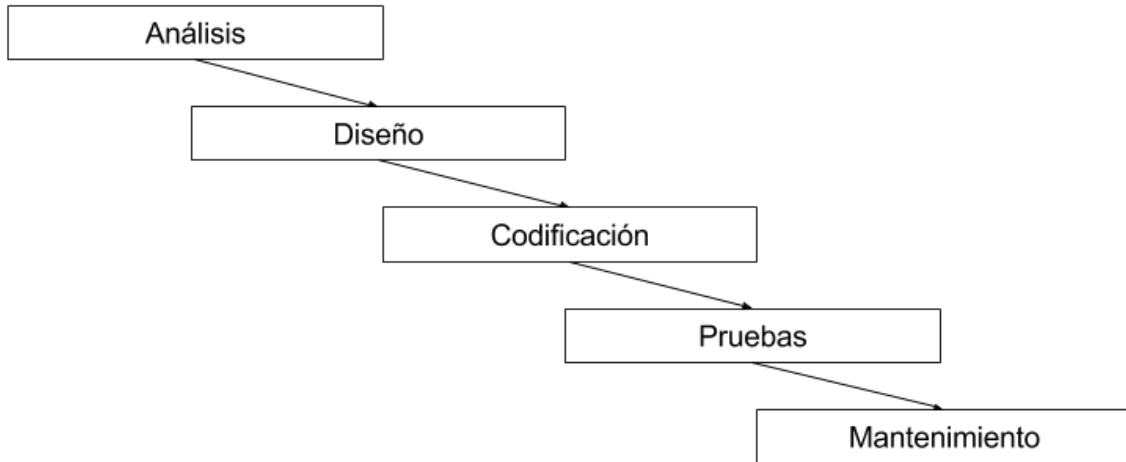 Análisis
Diseño
Codificación
Pruebas
Mantenimiento